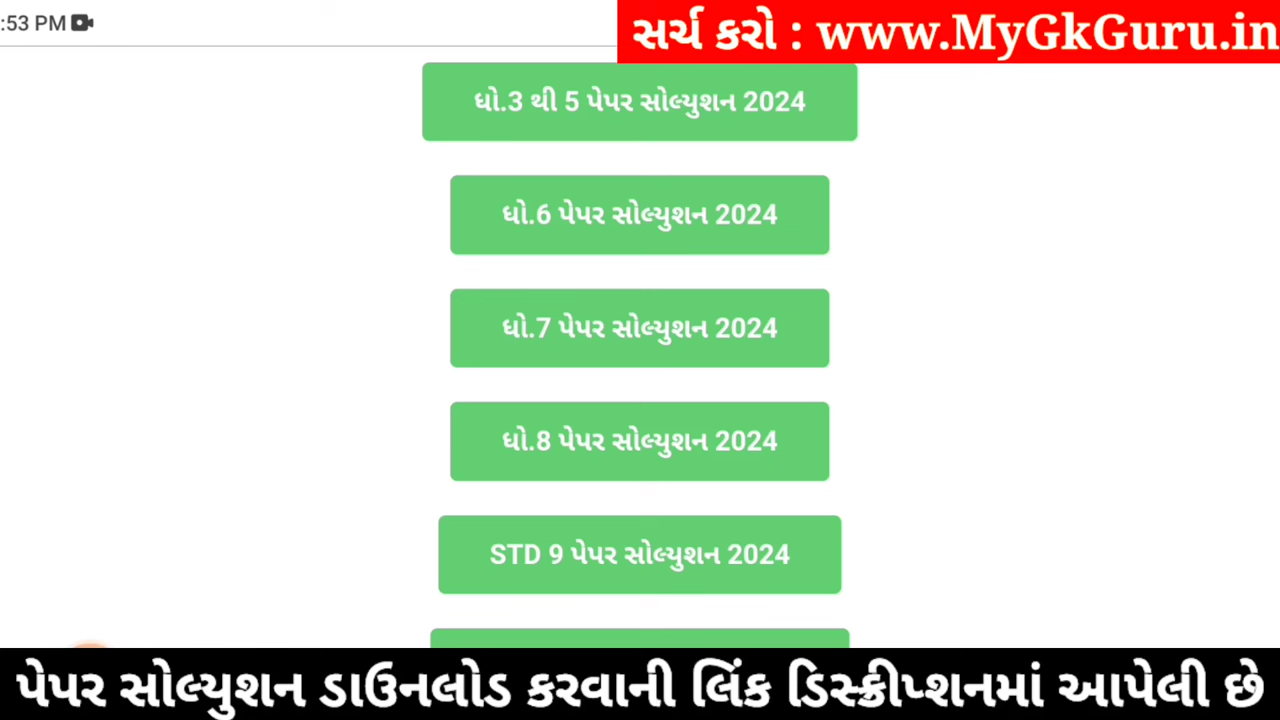 :53 PM
સર્ચ કરો : www.MyGkGuru.in
ધો.3 થી 5 પેપર સોલ્યુશન 2024
ધો.6 પેપર સોલ્યુશન 2024
ધો.7 પેપર સોલ્યુશન 2024
ધો.8 પેપર સોલ્યુશન 2024
STD 9 પેપર સોલ્યુશન 2024
પેપર સોલ્યુશન ડાઉનલોડ કરવાની લિંક ડિસ્ક્રીપ્શનમાં આપેલી છે